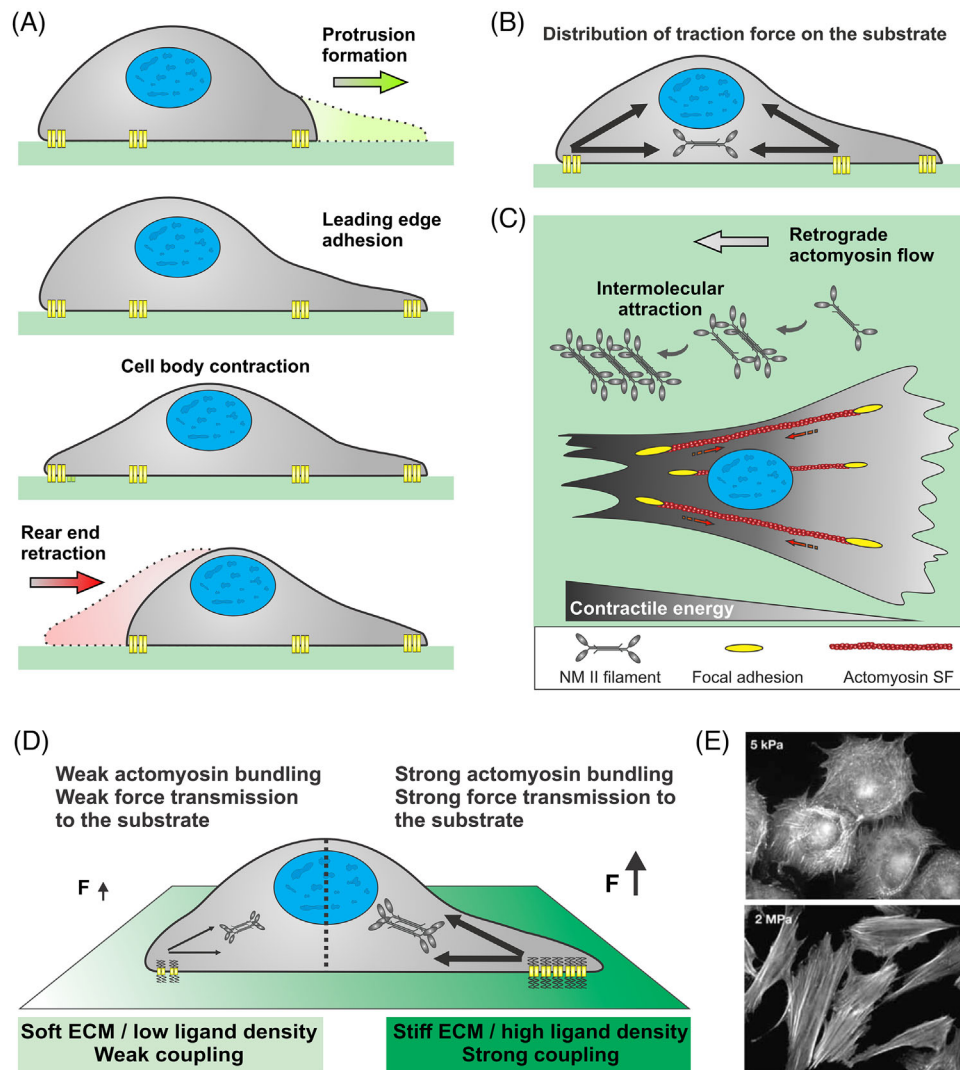 (A)
Protrusion
formation
Leading edge
adhesion
Cell body contraction
Rear end
retraction
(B)
Distribution of traction force on the substrate
(C)
Retrograde
actomyosin flow
Intermolecular
attraction
Contractile energy
NM II filament
Focal adhesion
Actomyosin SF
(D)
Weak actomyosin bundling
Weak force transmission
to the substrate
Strong actomyosin bundling
Strong force transmission to
the substrate
F
F
Soft ECM / low ligand density
Weak coupling
Stiff ECM / high ligand density
Strong coupling
(E)
5 kPa
2 MPa